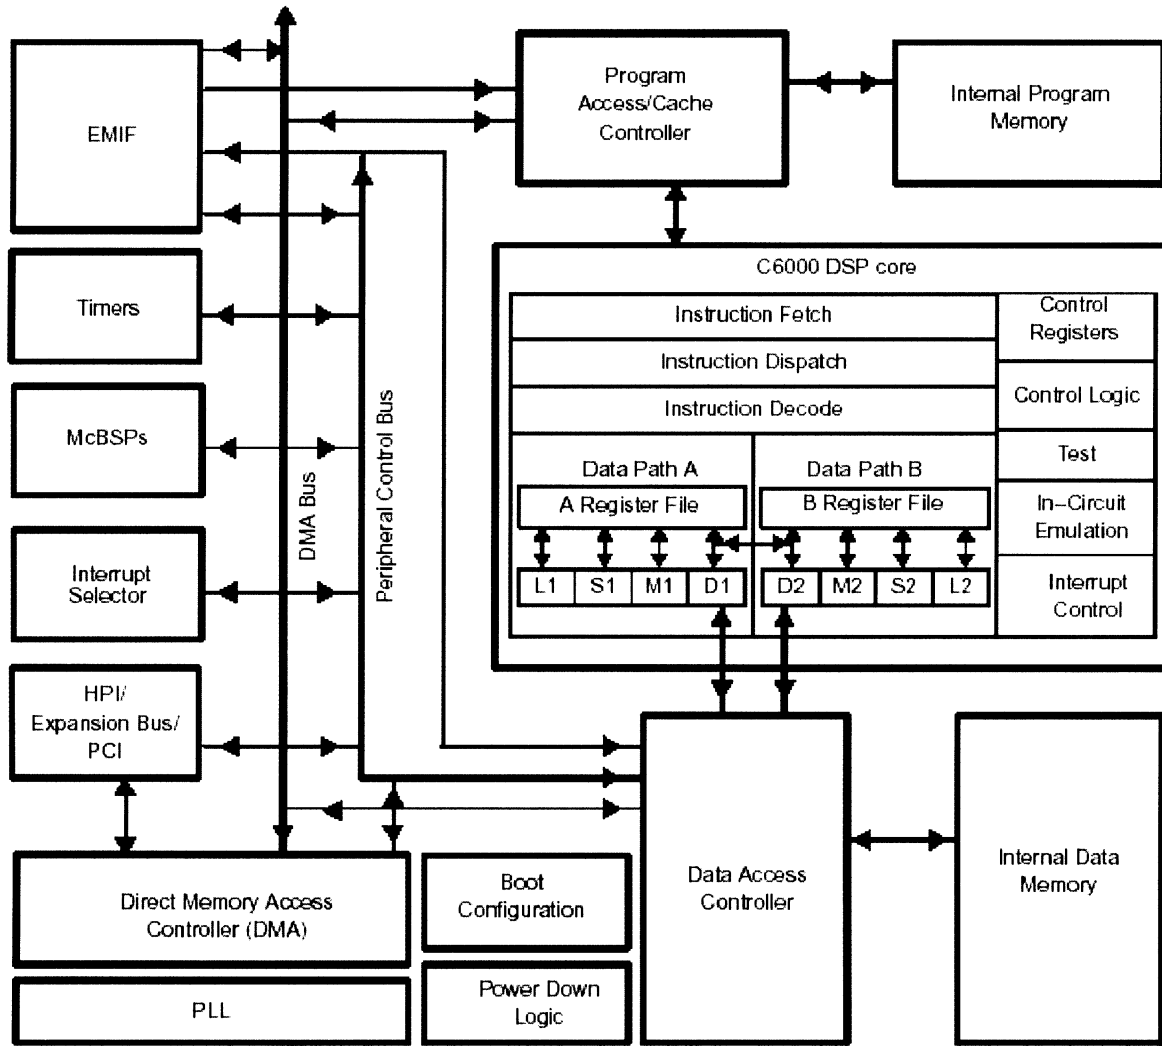 EMIF
Program
Access/Cache
Controller
Internal Program
Memory
Timers
McBSPs
Interrupt
Selector
HPI/
Expansion Bus/
PCI
DMA Bus
Peripheral Control Bus
C6000 DSP core
Instruction Fetch
Instruction Dispatch
Instruction Decode
Control
Registers
Control Logic
Test
In-Circuit
Emulation
Interrupt
Control
Data Path A
Data Path B
A Register File
B Register File
L1 S1 M1 D1
D2 M2 S2 L2
Direct Memory Access
Controller (DMA)
PLL
Boot
Configuration
Power Down
Logic
Data Access
Controller
Internal Data
Memory